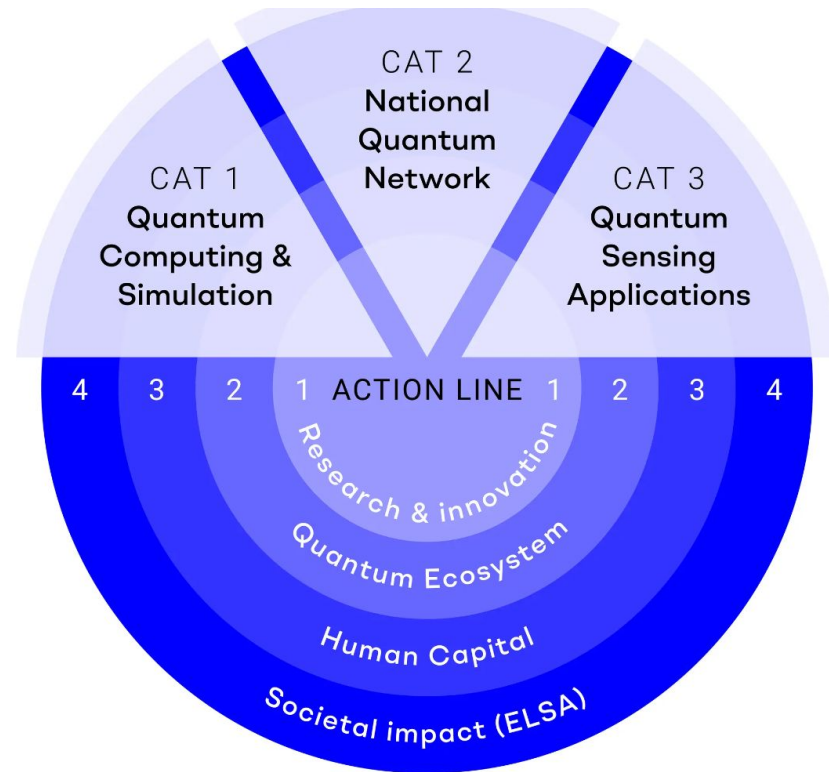 CAT 2
National
Quantum
Network
CAT 1
Quantum
Computing &
Simulation
CAT 3
Quantum
Sensing
Applications
4 3 2 1 ACTION LINE 1 2 3 4
Research & innovation
Quantum Ecosystem
Human Capital
Societal impact (ELSA)